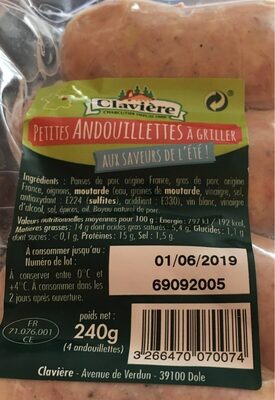 Clavière
CHARCUTIER DEPUIS
PETITES ANDOUILLETTES À GRILLER
AUX SAVEURS DE L'ÉTÉ !
Ingrédients : Panses de porc origine France, gras de porc origine
France, oignons, moutarde (eau, graines de moutarde, vinaigre, sel,
antioxydant : E224 (sulfites), acidifiant : E330), vin blanc, vinaigre
d'alcool, sel, épices, ail. Boyau naturel de porc.
Valeurs nutritionnelles moyennes pour 100 g : Energie : 797 kJ / 192 kcal,
Matières grasses : 14 g dont acides gras saturés : 5,4 g, Glucides : 1,1 g
dont sucres : < 0,1 g, Protéines : 15 g, Sel : 1,5 g.
À consommer jusqu'au :
Numéro de lot :
01/06/2019
69092005
A conserver entre 0°C et
+4°C. A consommer dans les
2 jours après ouverture.
FR
71.076.001
CE
poids net :
240g
(4 andouillettes)
3 266470 070074
Clavière - Avenue de Verdun - 39100 Dole